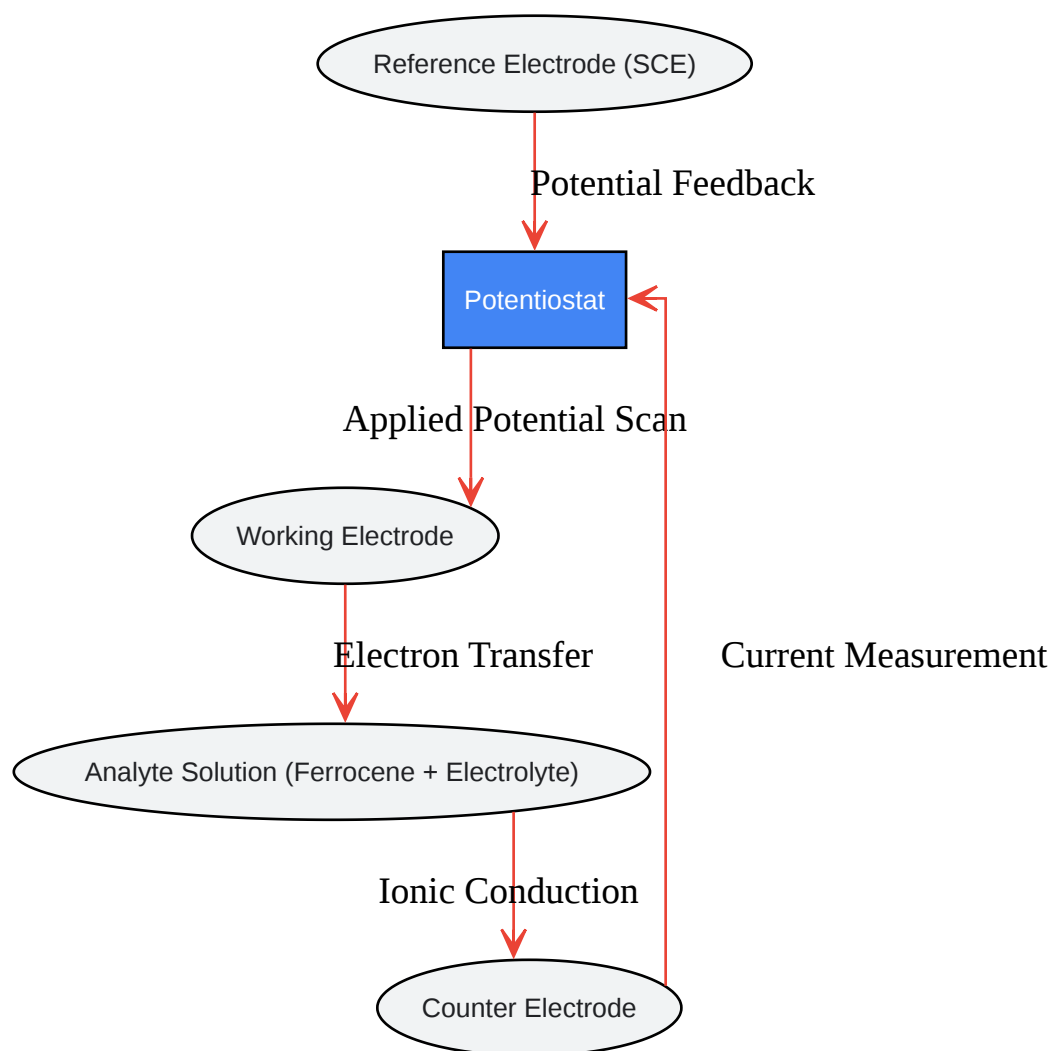 Reference Electrode (SCE)
Potential Feedback
Potentiostat
Applied Potential Scan
Working Electrode
Electron Transfer
Current Measurement
Analyte Solution (Ferrocene + Electrolyte)
Ionic Conduction
Counter Electrode